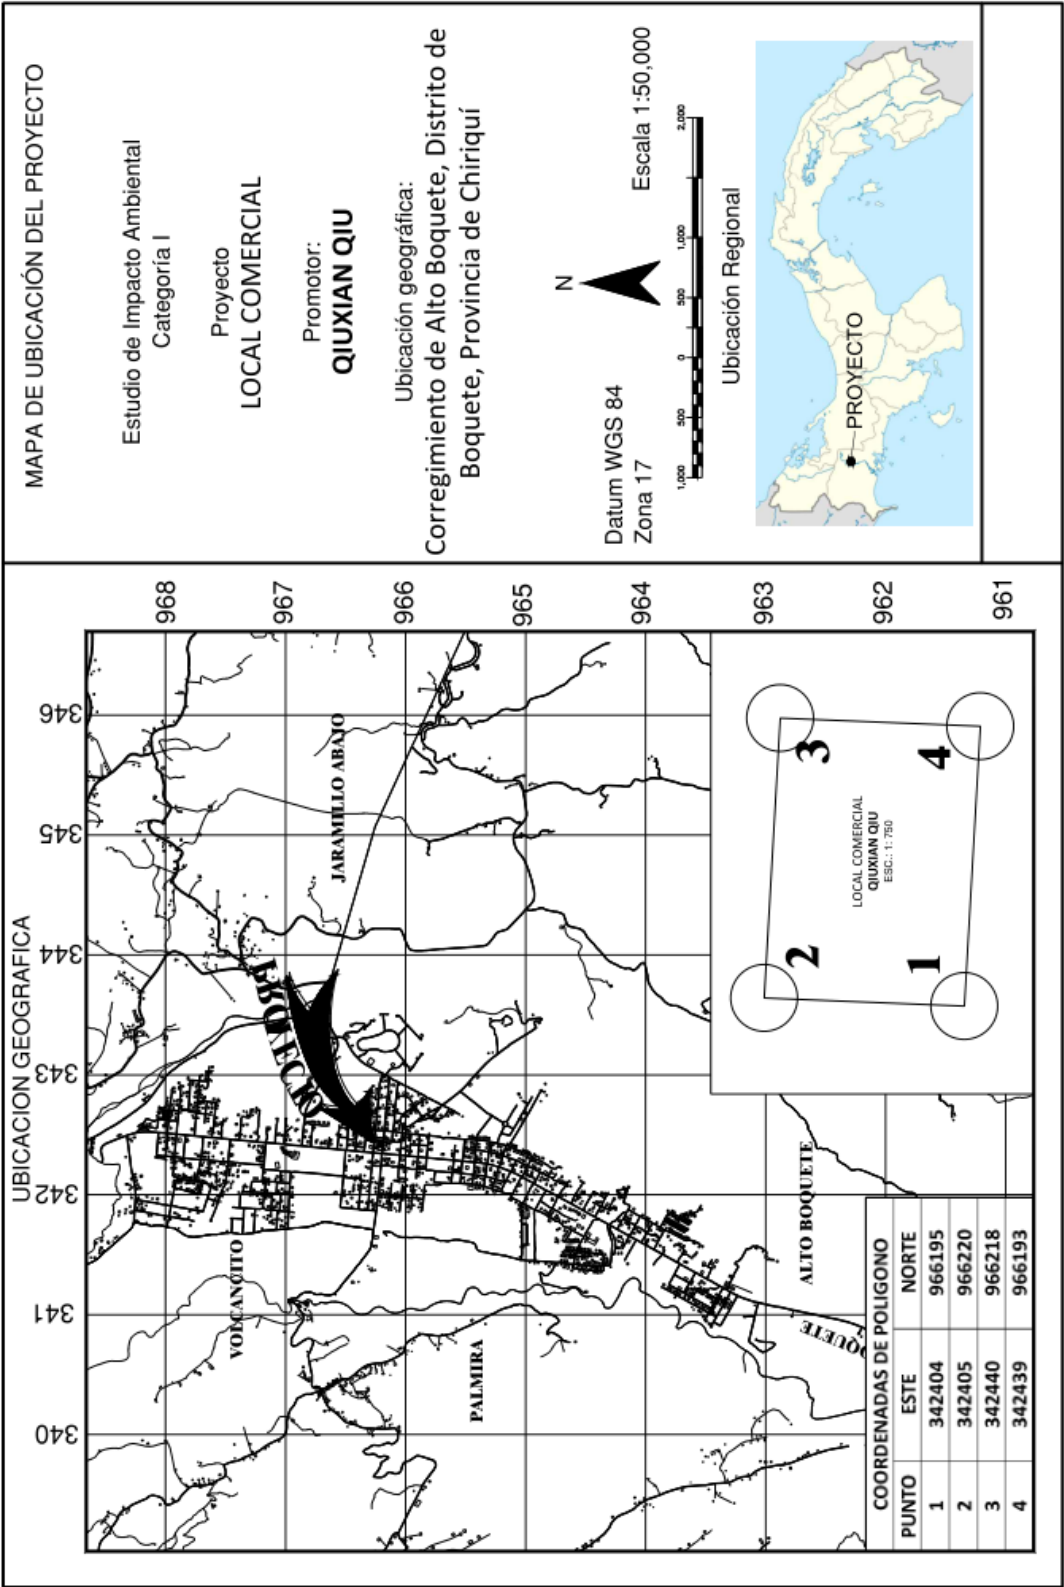 UBICACION GEOGRAFICA
340
341
342
343
344
345
346
968
967
966
965
964
963
962
961
VOLCANCITO
JARAMILLO ABAJO
PROYECTO
PALMIRA
ALTO BOQUETE
OQUETE
COORDENADAS DE POLIGONO
PUNTO ESTE NORTE
1 342404 966195
2 342405 966220
3 342440 966218
4 342439 966193
2
3
1
4
LOCAL COMERCIAL
QIUXIAN QIU
ESC.: 1: 750
MAPA DE UBICACIÓN DEL PROYECTO
Estudio de Impacto Ambiental
Categoría I
Proyecto
LOCAL COMERCIAL
Promotor:
QIUXIAN QIU
Ubicación geográfica:
Corregimiento de Alto Boquete, Distrito de
Boquete, Provincia de Chiriquí
N
Datum WGS 84
Zona 17
Escala 1:50,000
1,000 500 0 500 1,000 2,000
Ubicación Regional
PROYECTO